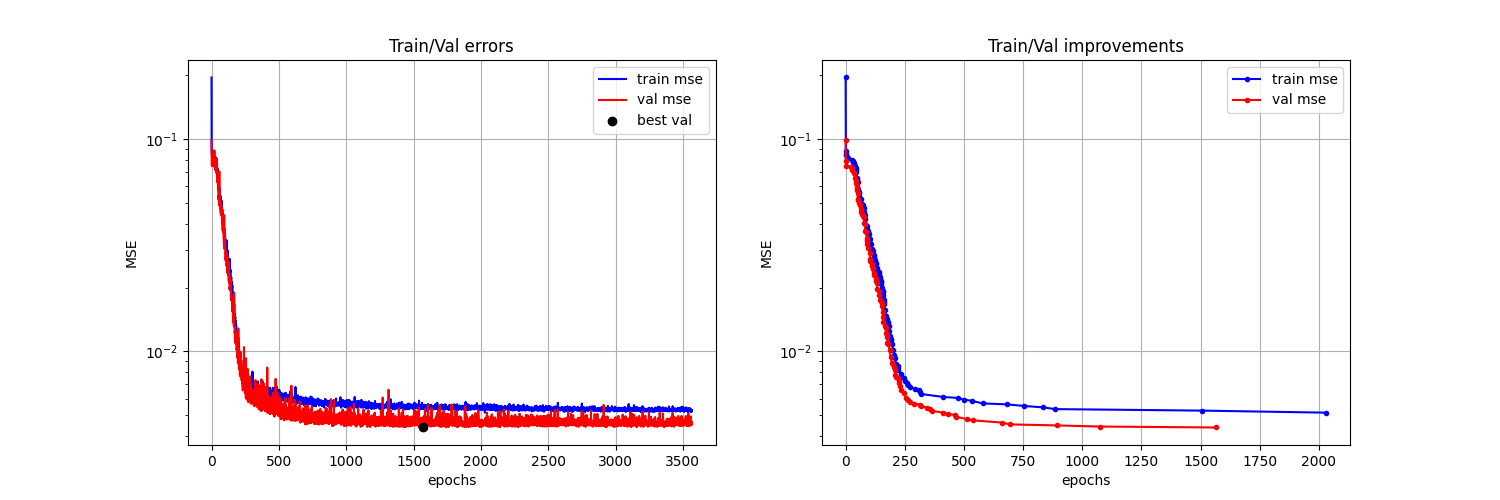 Train/Val errors
train mse
val mse
best val
10⁻¹
10⁻²
MSE
0 500 1000 1500 2000 2500 3000 3500
epochs
Train/Val improvements
train mse
val mse
10⁻¹
10⁻²
MSE
0 250 500 750 1000 1250 1500 1750 2000
epochs